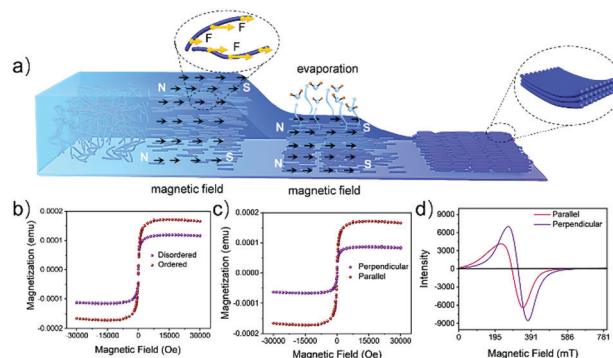 a)
F
F
F
evaporation
N
S
N
S
N
S
N
S
magnetic field
magnetic field
b)
Magnetization (emu)
0.0002
0.0001
0.0000
-0.0001
-0.0002
Disordered
Ordered
-30000
-15000
0
15000
30000
Magnetic Field (Oe)
c)
Magnetization (emu)
0.0002
0.0001
0.0000
-0.0001
-0.0002
Perpendicular
Parallel
-30000
-15000
0
15000
30000
Magnetic Field (Oe)
d)
Intensity
9000
6000
3000
0
-3000
-6000
-9000
Parallel
Perpendicular
0
195
391
586
781
Magnetic Field (mT)